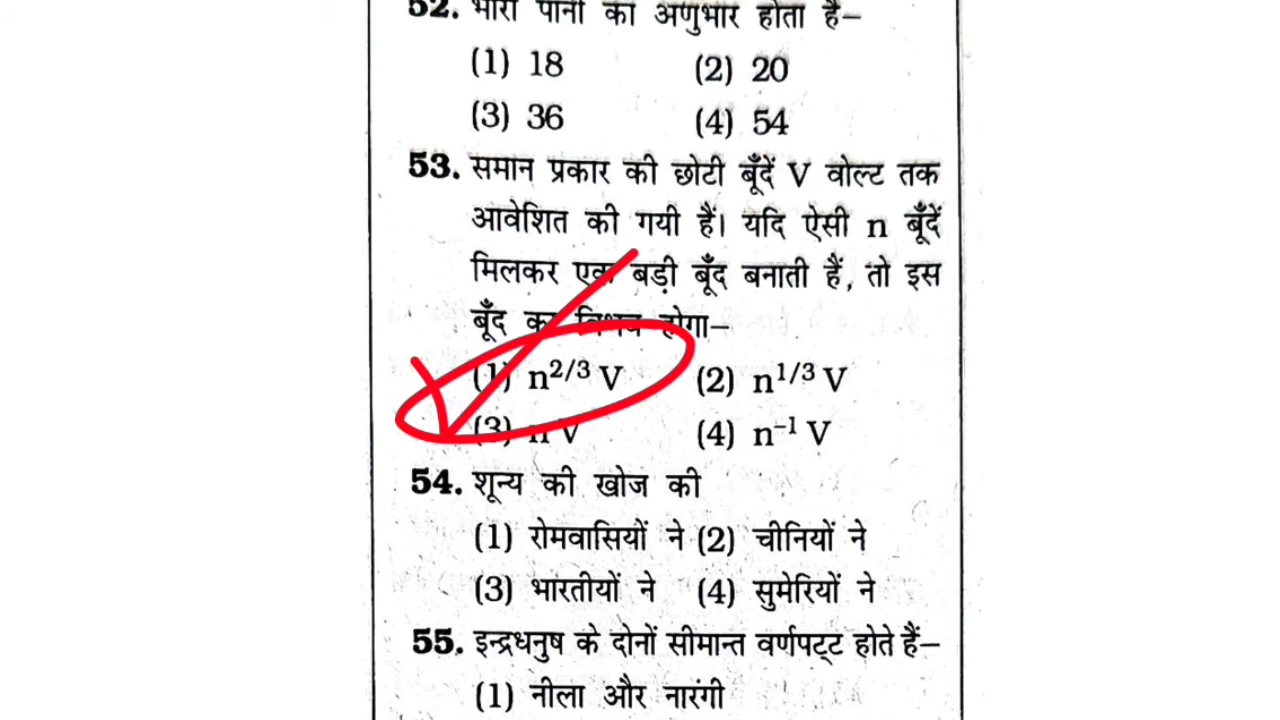 52. भारी पानी का अणुभार होता है–
(1) 18 (2) 20
(3) 36 (4) 54
53. समान प्रकार की छोटी बूँदें V वोल्ट तक
आवेशित की गयी हैं। यदि ऐसी n बूँदें
मिलकर एक बड़ी बूँद बनाती हैं, तो इस
बूँद का विभव होगा–
(1) n^2/3 V (2) n^1/3 V
(3) n V (4) n^–1 V
54. शून्य की खोज की
(1) रोमवासियों ने (2) चीनियों ने
(3) भारतीयों ने (4) सुमेरियों ने
55. इन्द्रधनुष के दोनों सीमान्त वर्णपट्ट होते हैं–
(1) नीला और नारंगी